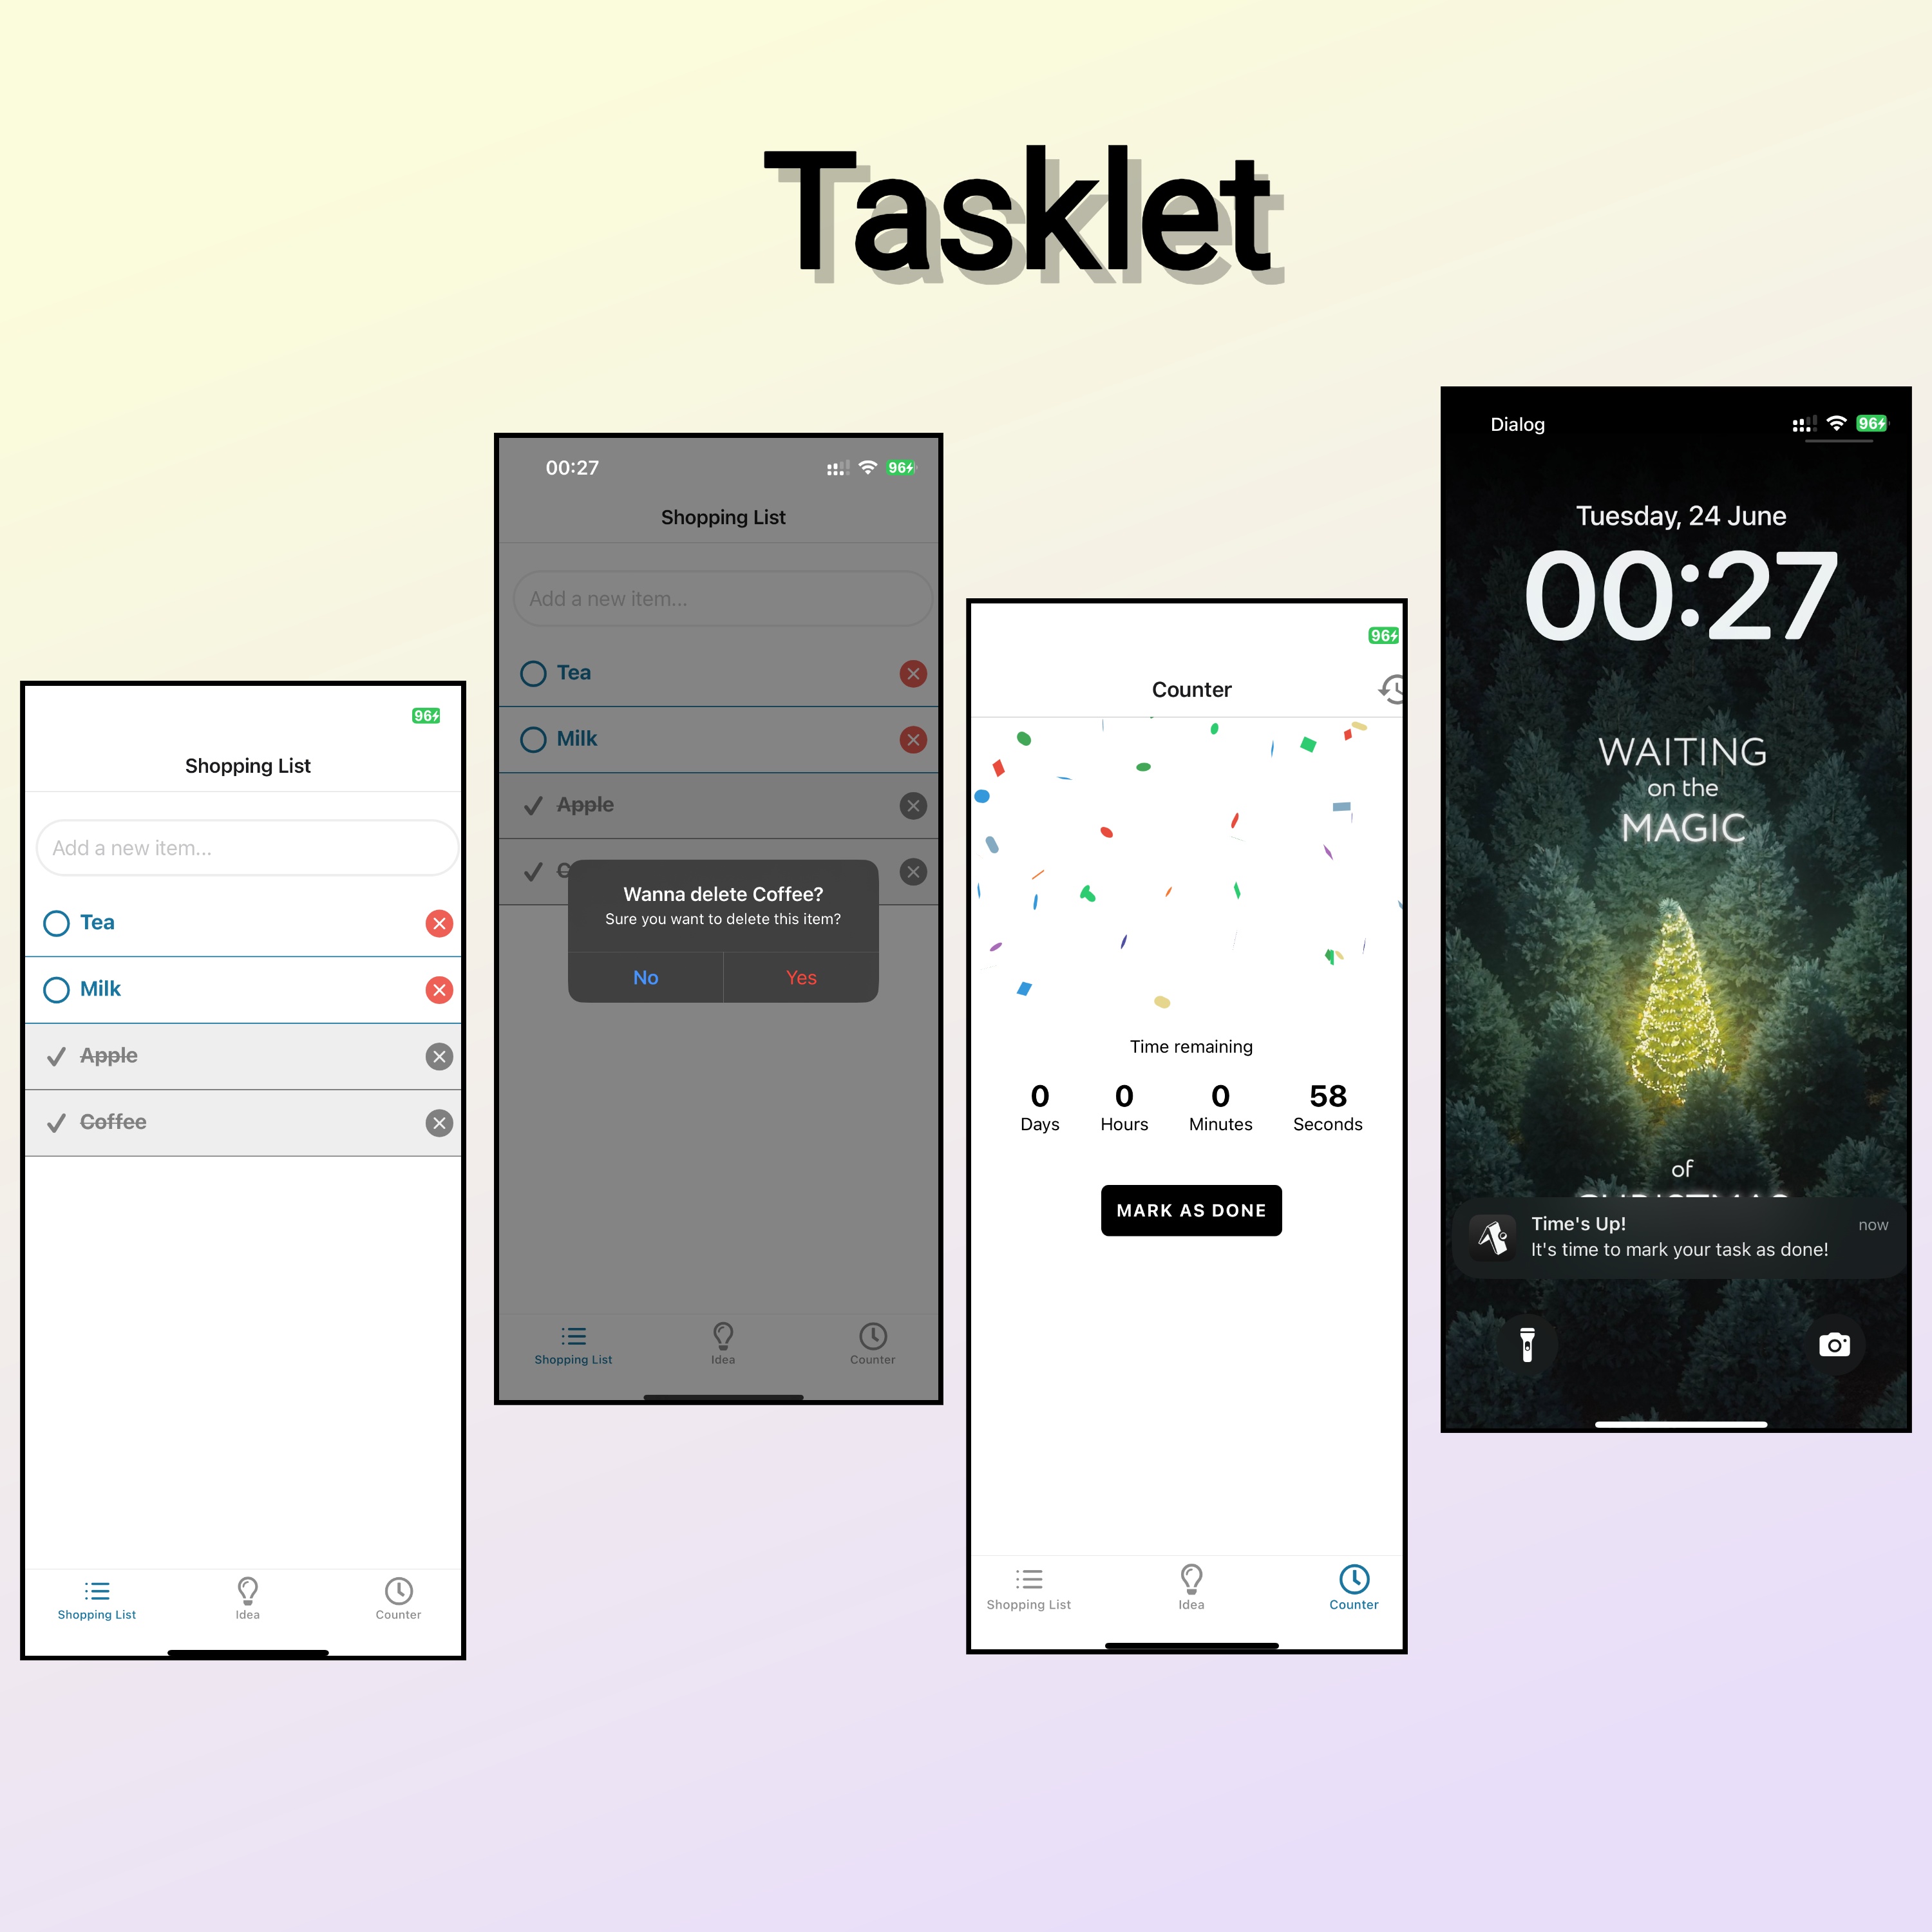 Tasklet
96
Shopping List
Add a new item...
Tea
Milk
Apple
Coffee
Shopping List
Idea
Counter
00:27
96
Shopping List
Add a new item...
Tea
Milk
Apple
Wanna delete Coffee?
Sure you want to delete this item?
No
Yes
Shopping List
Idea
Counter
96
Counter
Time remaining
0 0 0 58
Days Hours Minutes Seconds
MARK AS DONE
Shopping List
Idea
Counter
Dialog
96
Tuesday, 24 June
00:27
WAITING
on the
MAGIC
of
Time's Up!
now
It's time to mark your task as done!